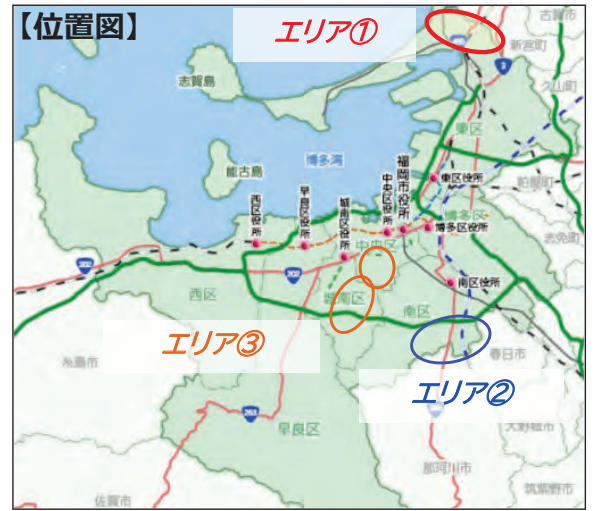 【位置図】
エリア①
古賀市
新宮町
3
久山町
志賀島
東区
能古島
博多湾
福岡市役所
中央区役所
城南区役所
早良区役所
西区役所
東区役所
粕屋町
博多区
博多区役所
志免町
中央区
202
202
西区
城南区
南区
南区役所
エリア③
春日市
糸島市
エリア②
263
早良区
大野城市
那珂川市
筑紫野市
佐賀市